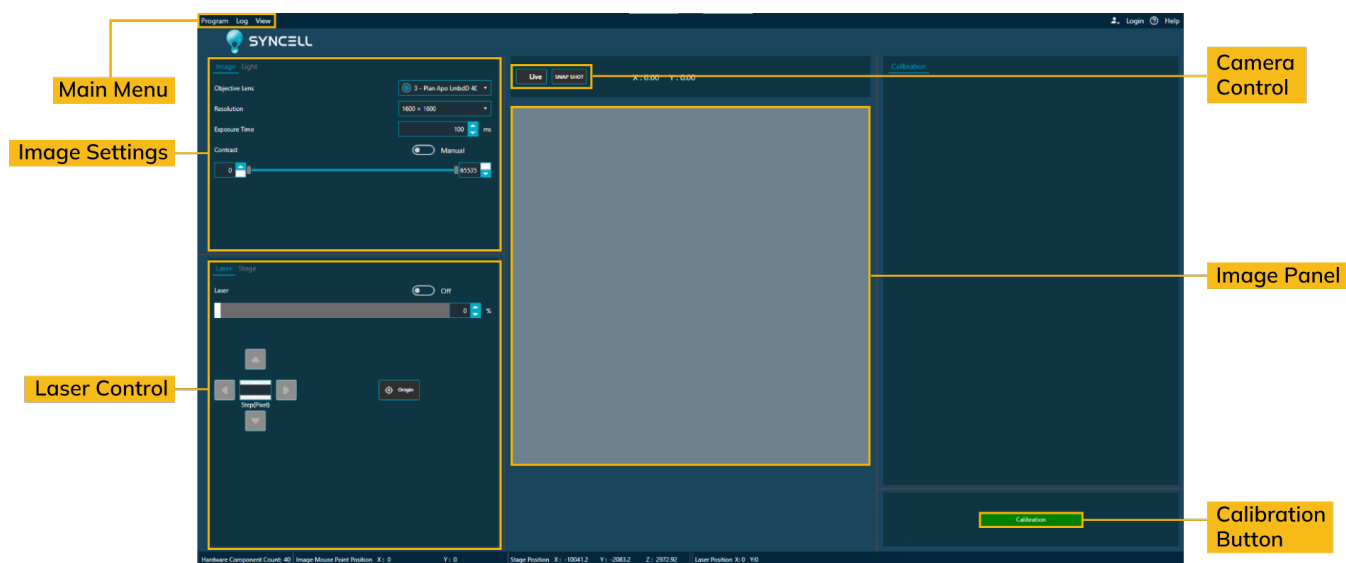 Program Log View
Login Help
SYNCELL
Main Menu
Image Settings
Laser Control
Camera
Control
Image Panel
Calibration
Button
Image Light
Objective Lens
3 - Plan Apo LmbdD 4(
Resolution
1600 × 1600
Exposure Time
100 ms
Contrast
Manual
0
65535
Laser Stage
Laser
Off
0 %
Step(Pixel)
Origin
Live
SNAP SHOT
X : 0.00 Y : 0.00
Calibration
Calibration
Hardware Component Count: 40 Image Mouse Point Position X : 0 Y : 0 Stage Position X : -10041.2 Y : -2083.2 Z : 2972.92 Laser Position X: 0 Y:0